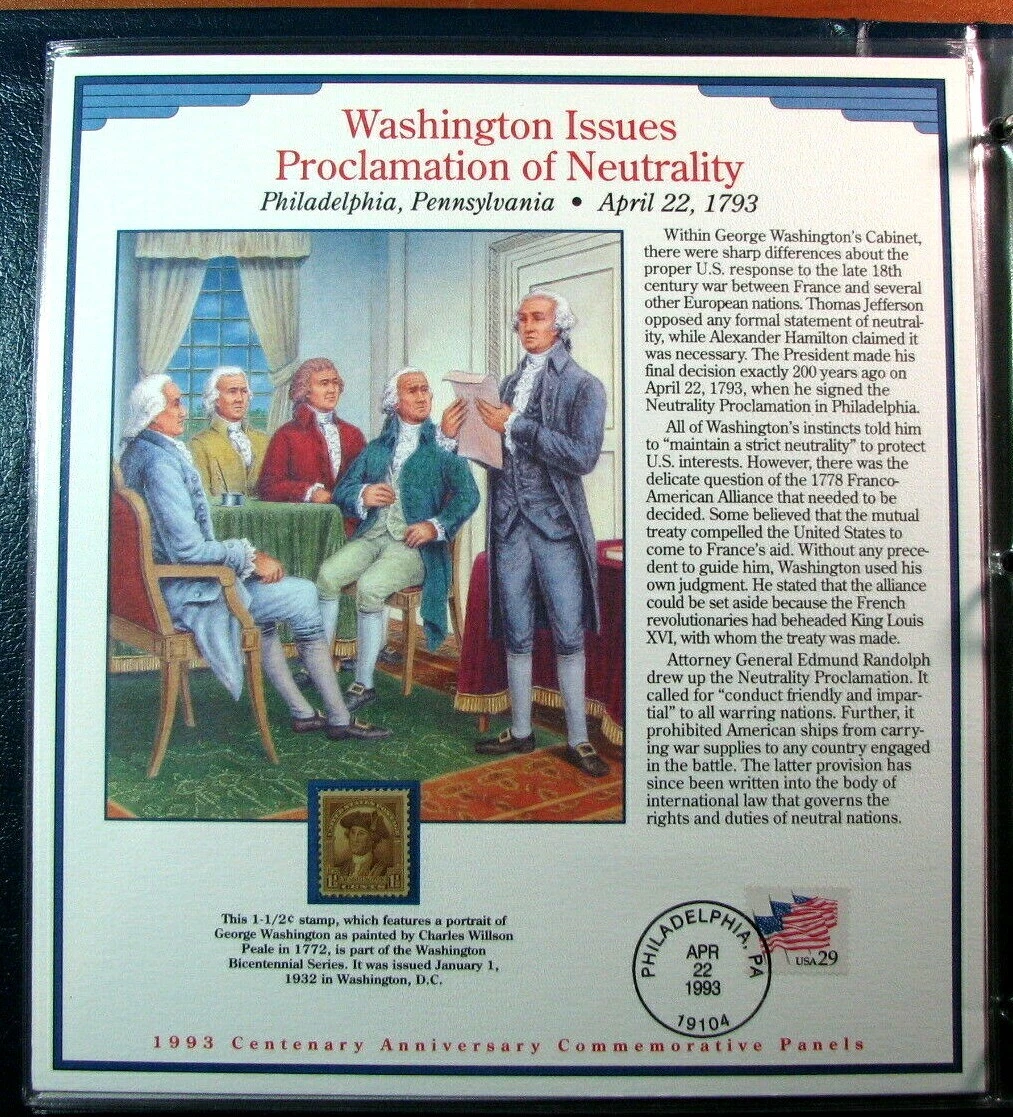 Washington Issues
Proclamation of Neutrality
Philadelphia, Pennsylvania • April 22, 1793
Within George Washington's Cabinet,
there were sharp differences about the
proper U.S. response to the late 18th
century war between France and several
other European nations. Thomas Jefferson
opposed any formal statement of neutral-
ity, while Alexander Hamilton claimed it
was necessary. The President made his
final decision exactly 200 years ago on
April 22, 1793, when he signed the
Neutrality Proclamation in Philadelphia.
All of Washington's instincts told him
to “maintain a strict neutrality” to protect
U.S. interests. However, there was the
delicate question of the 1778 Franco-
American Alliance that needed to be
decided. Some believed that the mutual
treaty compelled the United States to
come to France's aid. Without any prece-
dent to guide him, Washington used his
own judgment. He stated that the alliance
could be set aside because the French
revolutionaries had beheaded King Louis
XVI, with whom the treaty was made.
Attorney General Edmund Randolph
drew up the Neutrality Proclamation. It
called for “conduct friendly and impar-
tial” to all warring nations. Further, it
prohibited American ships from carry-
ing war supplies to any country engaged
in the battle. The latter provision has
since been written into the body of
international law that governs the
rights and duties of neutral nations.
1½ 1½
CENTS
This 1-1/2¢ stamp, which features a portrait of
George Washington as painted by Charles Willson
Peale in 1772, is part of the Washington
Bicentennial Series. It was issued January 1,
1932 in Washington, D.C.
PHILADELPHIA, PA
APR
22
1993
19104
USA 29
1993 Centenary Anniversary Commemorative Panels